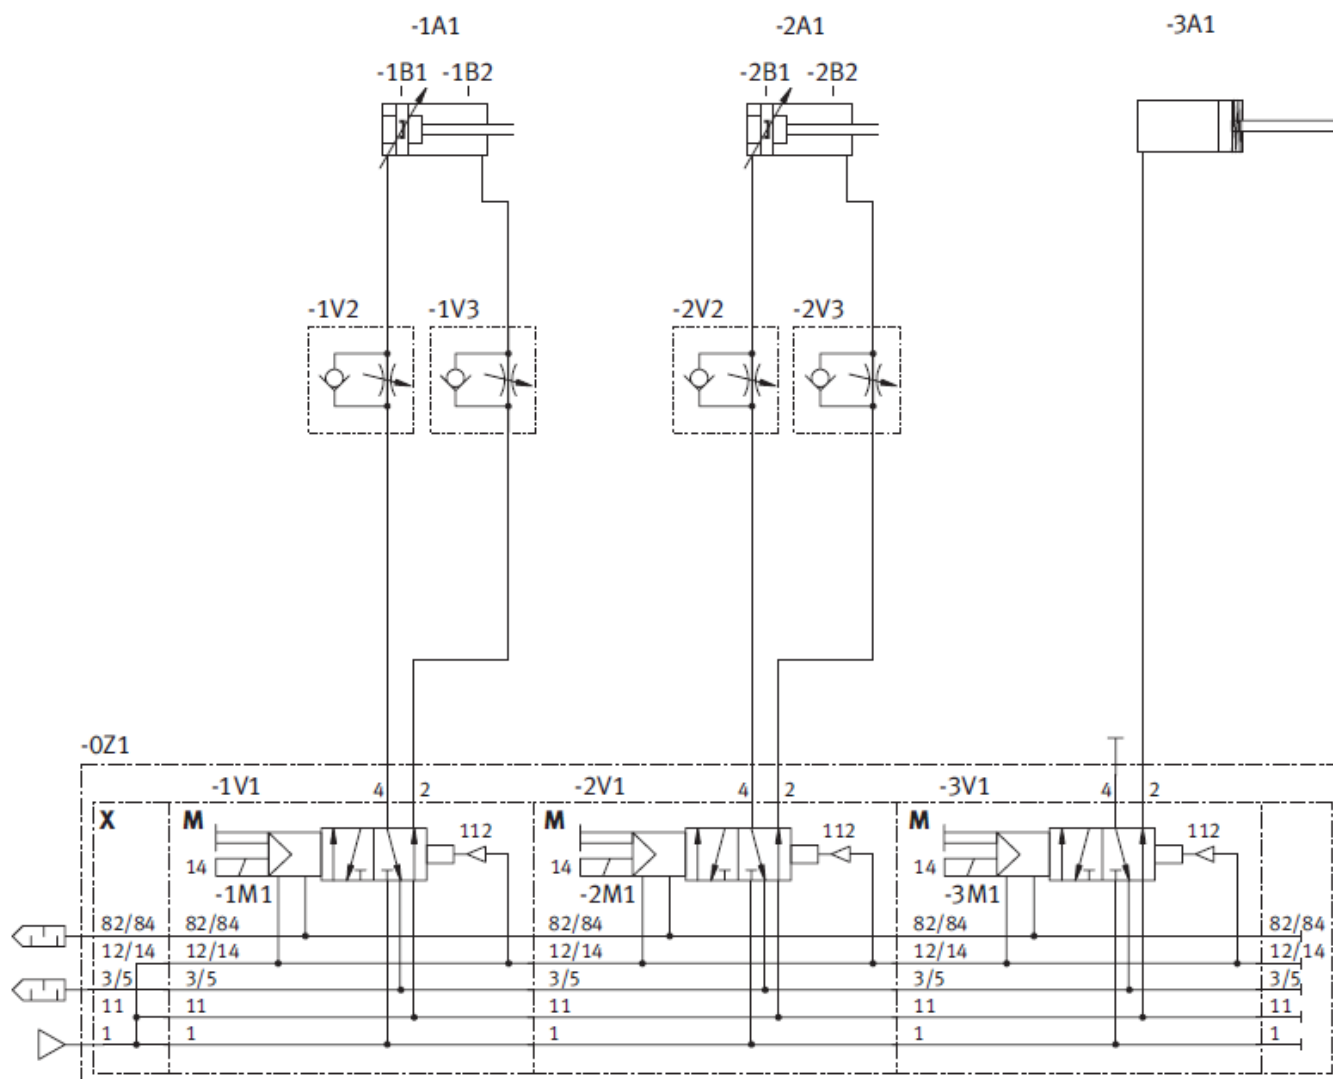 -1A1 -2A1 -3A1
-1B1 -1B2 -2B1 -2B2
-1V2 -1V3 -2V2 -2V3
-0Z1
-1V1 4 2 -2V1 4 2 -3V1 4 2
X M M M
112 112 112
14 14 14
-1M1 -2M1 -3M1
82/84 82/84 82/84 82/84 82/84
12/14 12/14 12/14 12/14 12/14
3/5 3/5 3/5 3/5 3/5
11 11 11 11 11
1 1 1 1 1